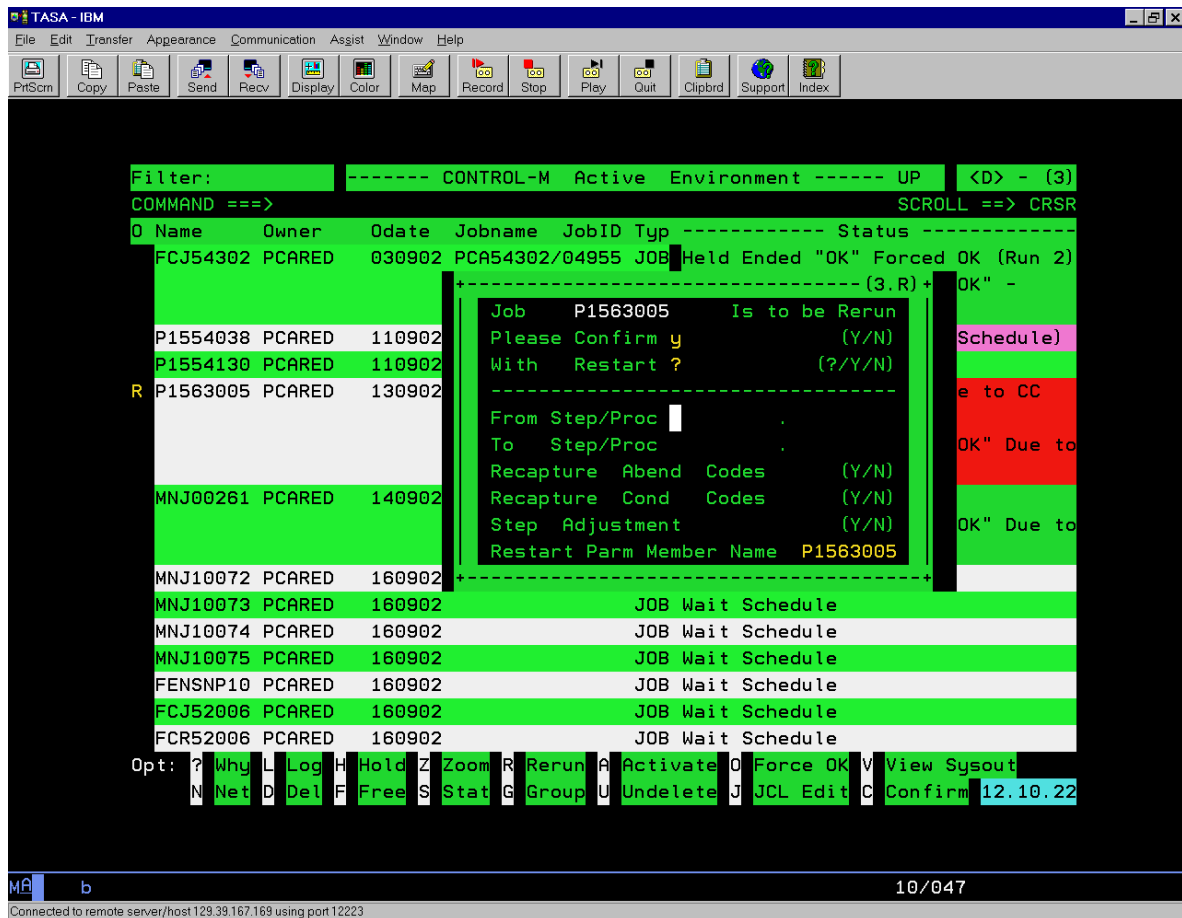 TASA - IBM
File Edit Transfer Appearance Communication Assist Window Help
PrtScrn Copy Paste Send Recv Display Color Map Record Stop Play Quit Clipbrd Support Index
Filter: ------- CONTROL-M Active Environment ------ UP <D> - (3)
COMMAND ===> SCROLL ==> CRSR
O Name Owner Odate Jobname JobID Typ ------------ Status -------------
FCJ54302 PCARED 030902 PCA54302/04955 JOB Held Ended "OK" Forced OK (Run 2)
+---------------------------------- (3.R) + OK" -
Job P1563005 Is to be Rerun
P1554038 PCARED 110902 Please Confirm y (Y/N) Schedule)
P1554130 PCARED 110902 With Restart ? (?/Y/N)
R P1563005 PCARED 130902 ----------------------------------- e to CC
From Step/Proc .
To Step/Proc . OK" Due to
Recapture Abend Codes (Y/N)
MNJ00261 PCARED 140902 Recapture Cond Codes (Y/N)
Step Adjustment (Y/N) OK" Due to
Restart Parm Member Name P1563005
MNJ10072 PCARED 160902 +----------------------------------------+
MNJ10073 PCARED 160902 JOB Wait Schedule
MNJ10074 PCARED 160902 JOB Wait Schedule
MNJ10075 PCARED 160902 JOB Wait Schedule
FENSNP10 PCARED 160902 JOB Wait Schedule
FCJ52006 PCARED 160902 JOB Wait Schedule
FCR52006 PCARED 160902 JOB Wait Schedule
Opt: ? Why L Log H Hold Z Zoom R Rerun A Activate O Force OK V View Sysout
N Net D Del F Free S Stat G Group U Undelete J JCL Edit C Confirm 12.10.22
MA b 10/047
Connected to remote server/host 129.39.167.169 using port 12223